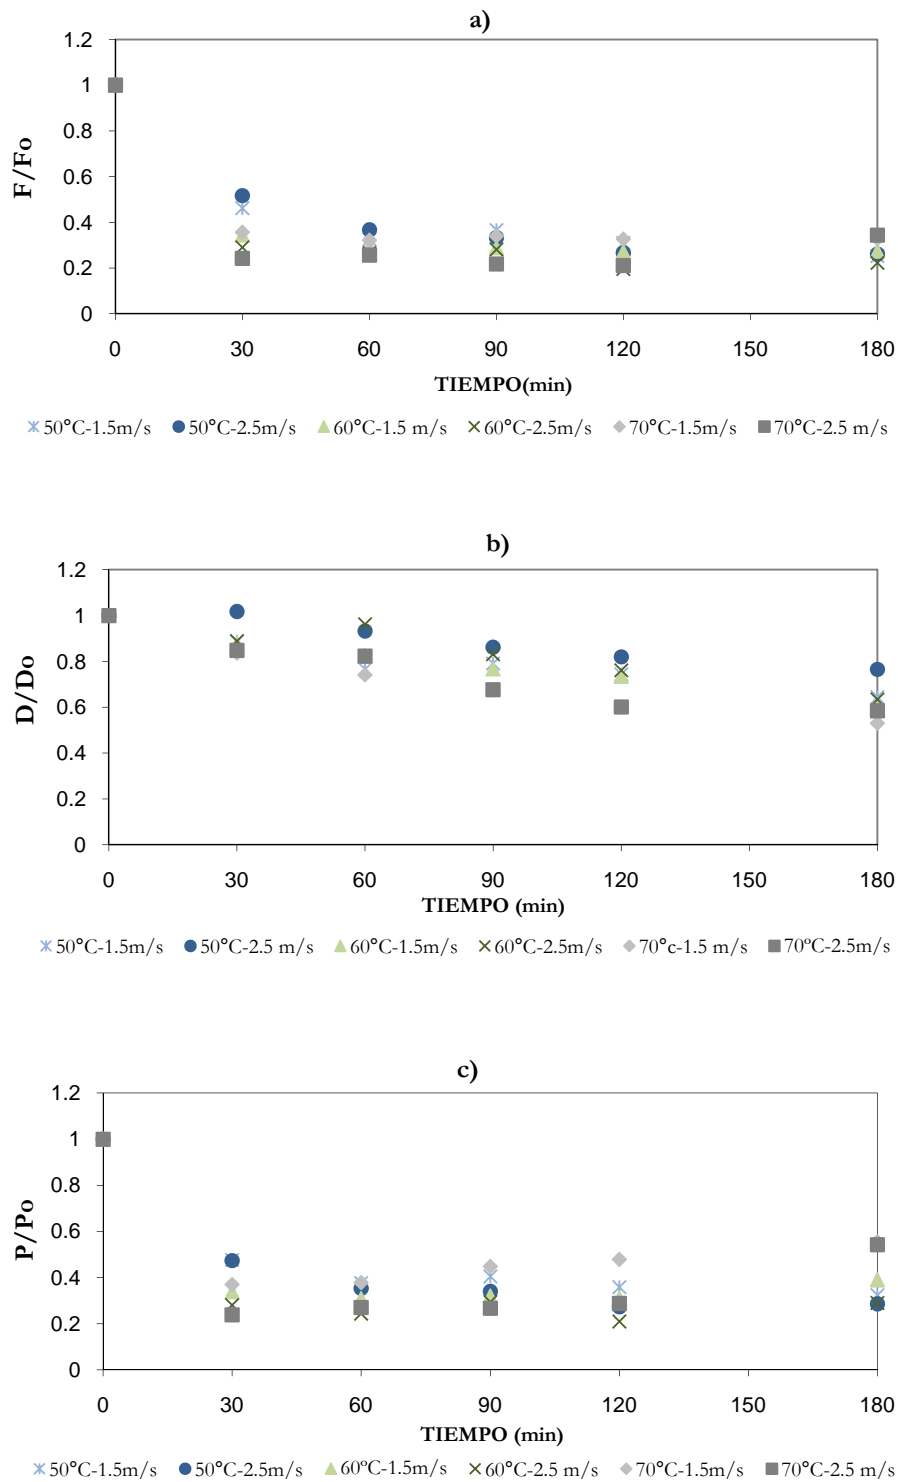 a)
1.2
1
0.8
0.6
0.4
0.2
0
F/Fo
0 30 60 90 120 150 180
TIEMPO(min)
50°C-1.5m/s 50°C-2.5m/s 60°C-1.5 m/s 60°C-2.5m/s 70°C-1.5m/s 70°C-2.5 m/s
b)
1.2
1
0.8
0.6
0.4
0.2
0
D/Do
0 30 60 90 120 150 180
TIEMPO (min)
50°C-1.5m/s 50°C-2.5 m/s 60°C-1.5m/s 60°C-2.5m/s 70°c-1.5 m/s 70ºC-2.5m/s
c)
1.2
1
0.8
0.6
0.4
0.2
0
P/Po
0 30 60 90 120 150 180
TIEMPO (min)
50°C-1.5m/s 50°C-2.5m/s 60ºC-1.5m/s 60°C-2.5 m/s 70°C-1.5m/s 70°C-2.5 m/s